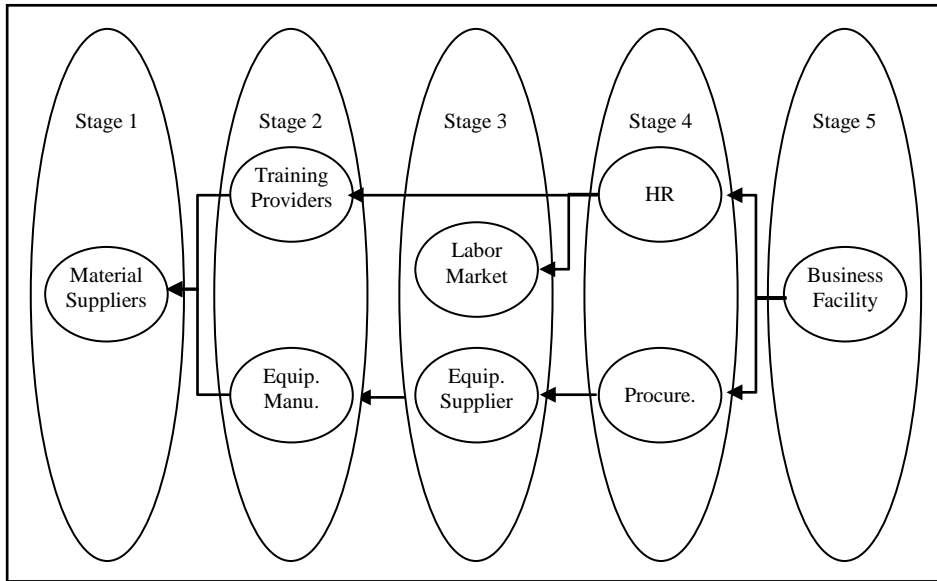 Stage 1
Stage 2
Stage 3
Stage 4
Stage 5
Training
Providers
HR
Labor
Market
Material
Suppliers
Business
Facility
Equip.
Manu.
Equip.
Supplier
Procure.